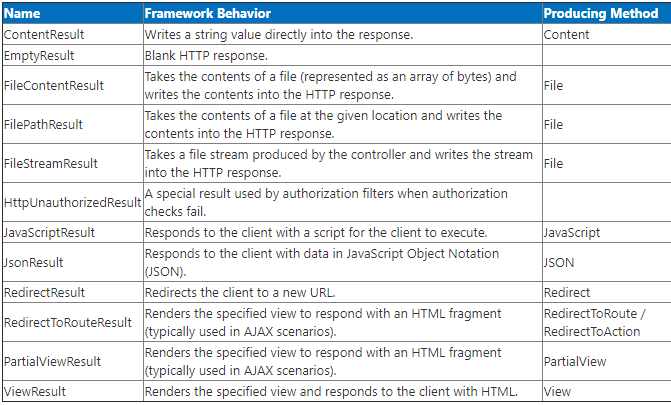 Name Framework Behavior Producing Method
ContentResult Writes a string value directly into the response. Content
EmptyResult Blank HTTP response.
FileContentResult Takes the contents of a file (represented as an array of bytes) and File
writes the contents into the HTTP response.
FilePathResult Takes the contents of a file at the given location and writes the File
contents into the HTTP response.
FileStreamResult Takes a file stream produced by the controller and writes the stream File
into the HTTP response.
HttpUnauthorizedResult A special result used by authorization filters when authorization
checks fail.
JavaScriptResult Responds to the client with a script for the client to execute. JavaScript
JsonResult Responds to the client with data in JavaScript Object Notation JSON
(JSON).
RedirectResult Redirects the client to a new URL. Redirect
RedirectToRouteResult Renders the specified view to respond with an HTML fragment RedirectToRoute /
(typically used in AJAX scenarios). RedirectToAction
PartialViewResult Renders the specified view to respond with an HTML fragment PartialView
(typically used in AJAX scenarios).
ViewResult Renders the specified view and responds to the client with HTML. View